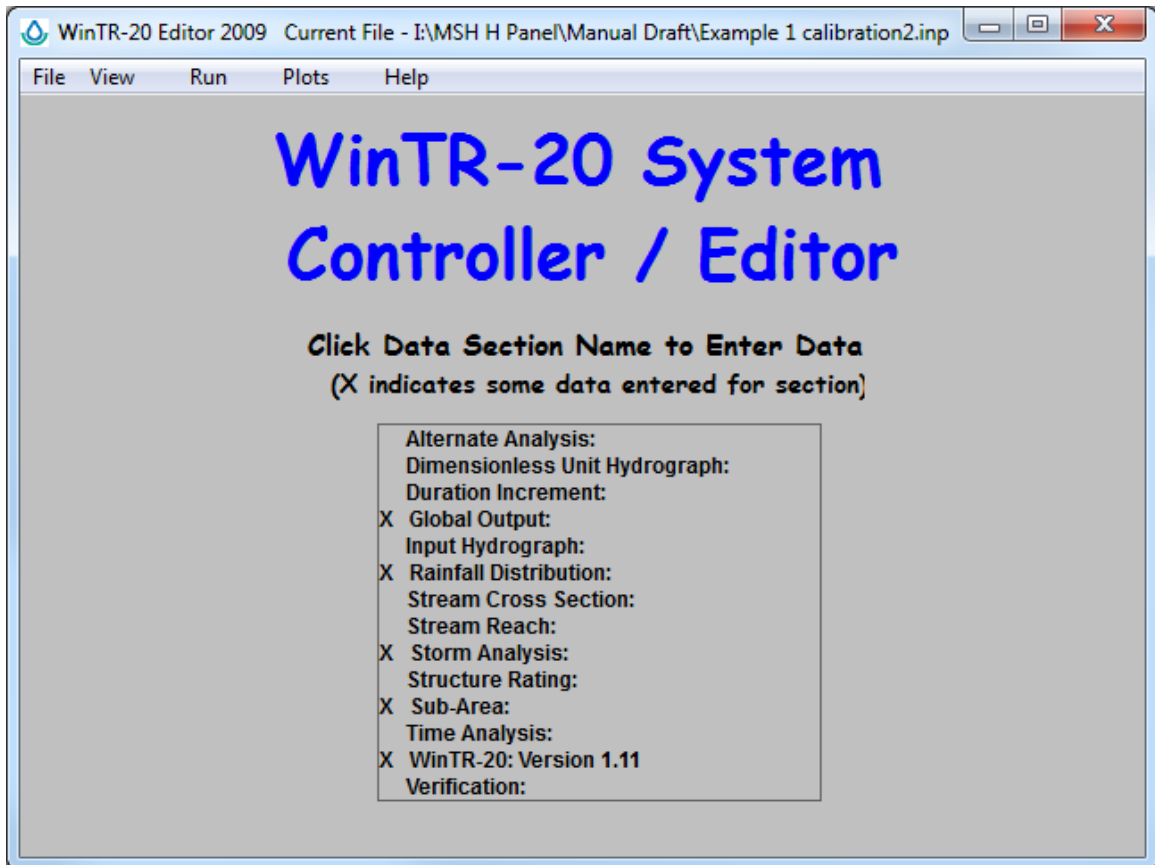 WinTR-20 Editor 2009 Current File - I:\MSH H Panel\Manual Draft\Example 1 calibration2.inp
File View Run Plots Help
WinTR-20 System
Controller / Editor
Click Data Section Name to Enter Data
(X indicates some data entered for section)
Alternate Analysis:
Dimensionless Unit Hydrograph:
Duration Increment:
X Global Output:
Input Hydrograph:
X Rainfall Distribution:
Stream Cross Section:
Stream Reach:
X Storm Analysis:
Structure Rating:
X Sub-Area:
Time Analysis:
X WinTR-20: Version 1.11
Verification: